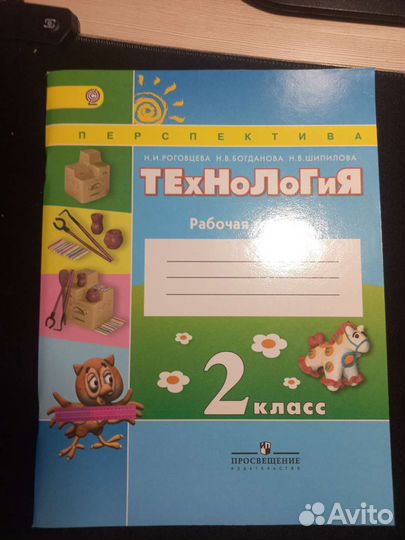 ПЕРСПЕКТИВА
Н.И.РОГОВЦЕВА Н.В.БОГДАНОВА Н.В.ШИПИЛОВА
ТЕхНоЛоГиЯ
Рабочая
2 класс
ПРОСВЕЩЕНИЕ
ИЗДАТЕЛЬСТВО
Avito